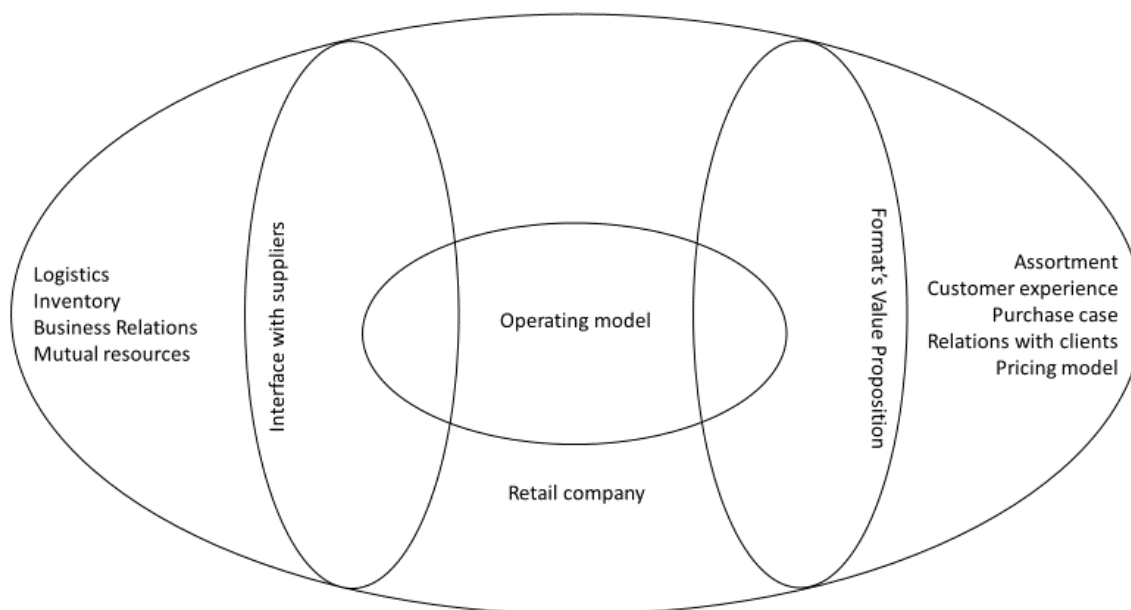 Logistics
Inventory
Business Relations
Mutual resources
Interface with suppliers
Operating model
Retail company
Format's Value Proposition
Assortment
Customer experience
Purchase case
Relations with clients
Pricing model